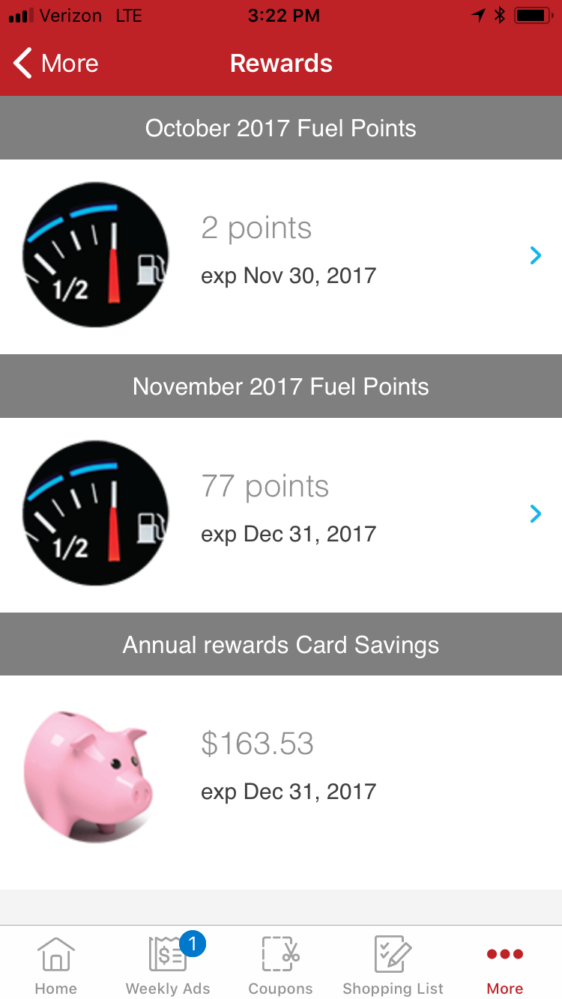 Verizon LTE 3:22 PM
More Rewards
October 2017 Fuel Points
1/2
2 points
exp Nov 30, 2017
November 2017 Fuel Points
1/2
77 points
exp Dec 31, 2017
Annual rewards Card Savings
$163.53
exp Dec 31, 2017
1
Home Weekly Ads Coupons Shopping List More